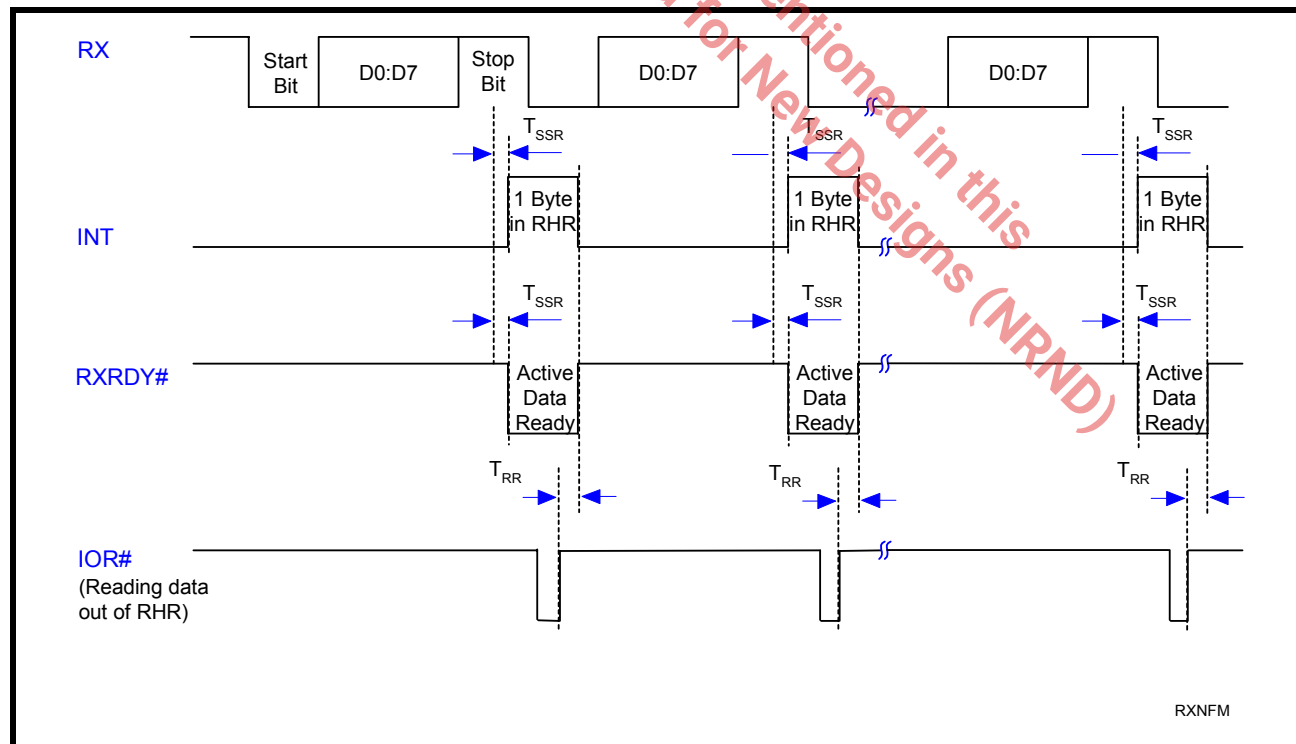 RX
Start
Bit
D0:D7
Stop
Bit
D0:D7
D0:D7
TSSR
TSSR
TSSR
INT
1 Byte
in RHR
1 Byte
in RHR
1 Byte
in RHR
TSSR
TSSR
TSSR
RXRDY#
Active
Data
Ready
Active
Data
Ready
Active
Data
Ready
TRR
TRR
TRR
IOR#
(Reading data
out of RHR)
RXNFM
mentioned in this
for New Designs (NRND)